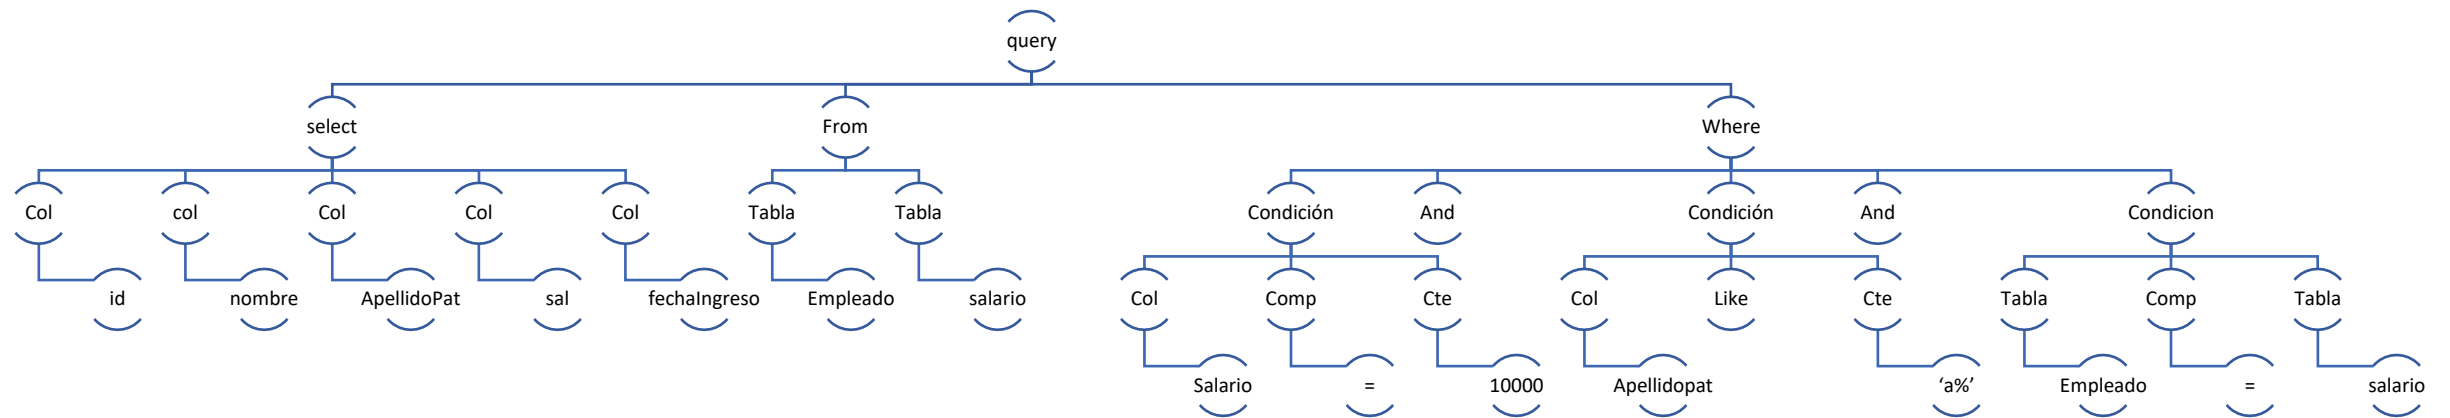 query
select From Where
Col col Col Col Col Tabla Tabla Condición And Condición And Condicion
id nombre ApellidoPat sal fechaIngreso Empleado salario Col Comp Cte Col Like Cte Tabla Comp Tabla
Salario = 10000 Apellidopat ‘a%’ Empleado = salario